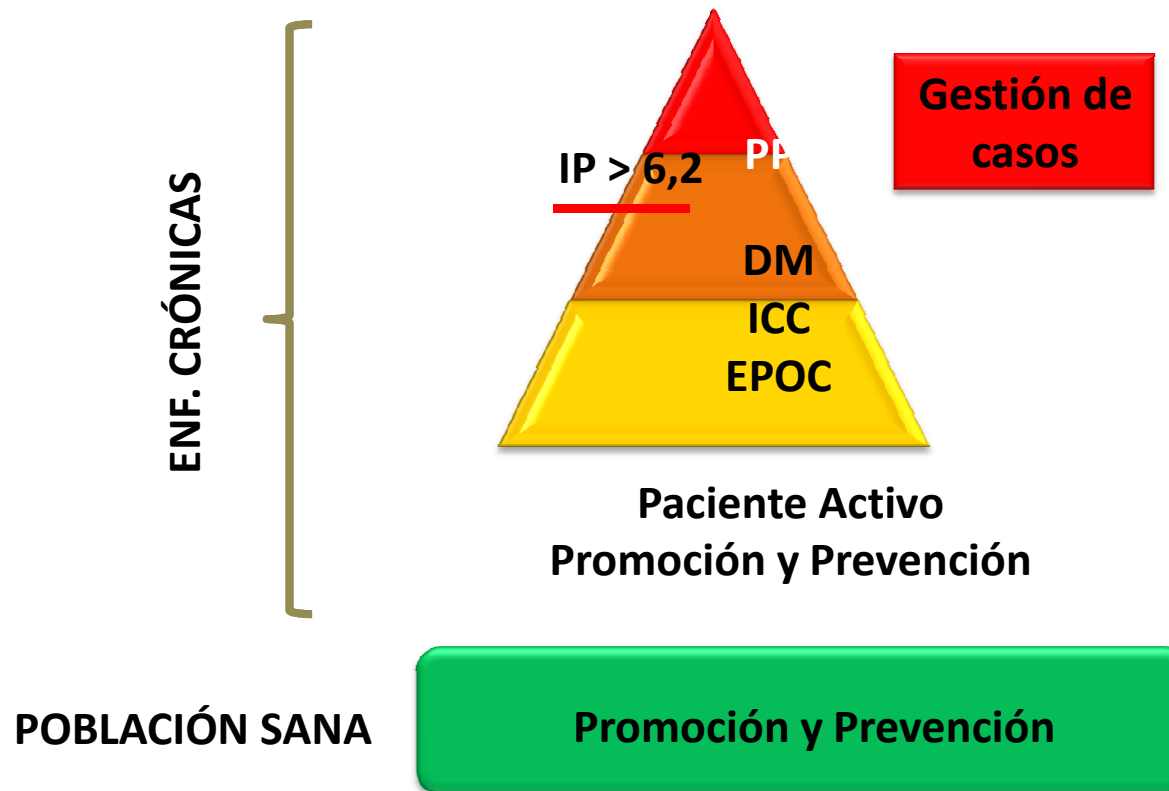 Gestión de
casos
IP > 6,2
PP
DM
ICC
EPOC
ENF. CRÓNICAS
Paciente Activo
Promoción y Prevención
POBLACIÓN SANA
Promoción y Prevención